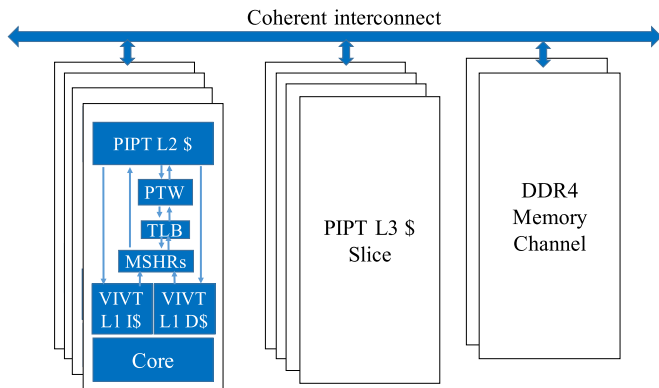 Coherent interconnect
PIPT L2 $
PTW
TLB
MSHRs
VIVT
L1 I$
VIVT
L1 D$
Core
PIPT L3 $
Slice
DDR4
Memory
Channel